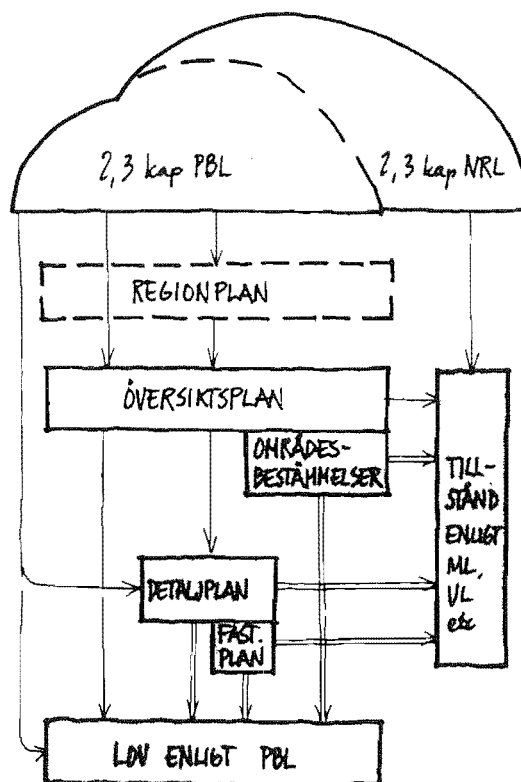 2, 3 kap PBL
2, 3 kap NRL
REGIONPLAN
ÖVERSIKTSPLAN
OMRÅDES-
BESTÄMMELSER
TILL-
STÅND
ENLIGT
ML,
VL
etc
DETALJPLAN
FAST.
PLAN
LOV ENLIGT PBL